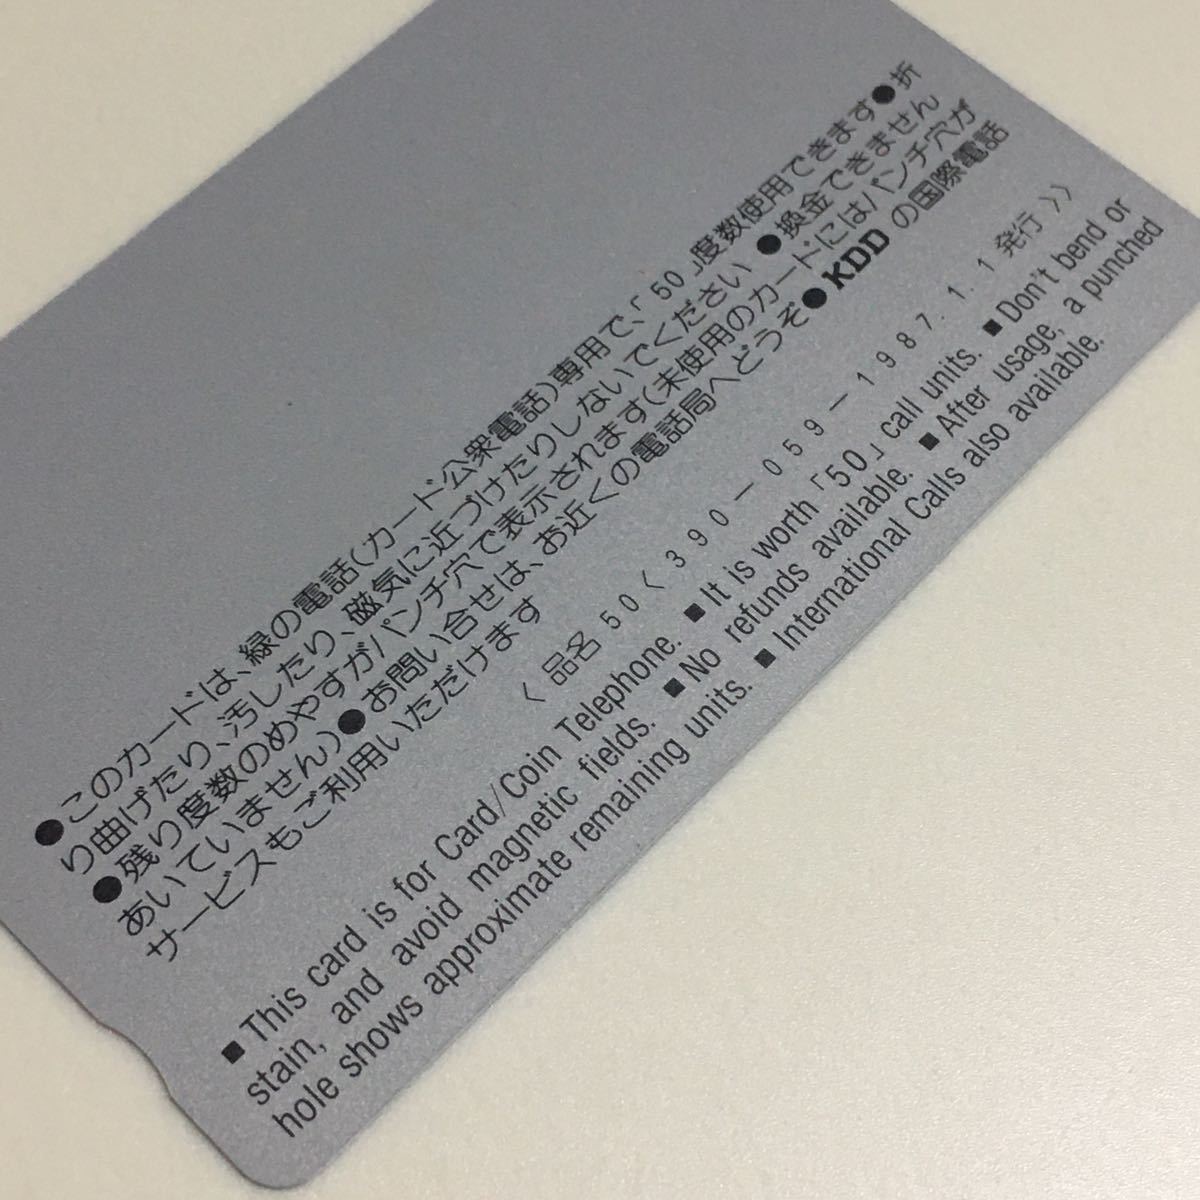 ●このカードは、緑の電話(カード公衆電話)専用で、「50」度数使用できます●折
り曲げたり、汚したり、磁気に近づけたりしないでください ●換金できません
●残り度数のめやすがパンチ穴で表示されます(未使用のカードにはパンチ穴が
あいていません)●お問い合せは、お近くの電話局へどうぞ●KDDの国際電話
サービスもご利用いただけます
〈品名50〈390－059－1987.1.1発行〉〉
■This card is for Card/Coin Telephone. ■It is worth「50」call units. ■Don't bend or
stain, and avoid magnetic fields. ■No refunds available. ■After usage, a punched
hole shows approximate remaining units. ■International Calls also available.